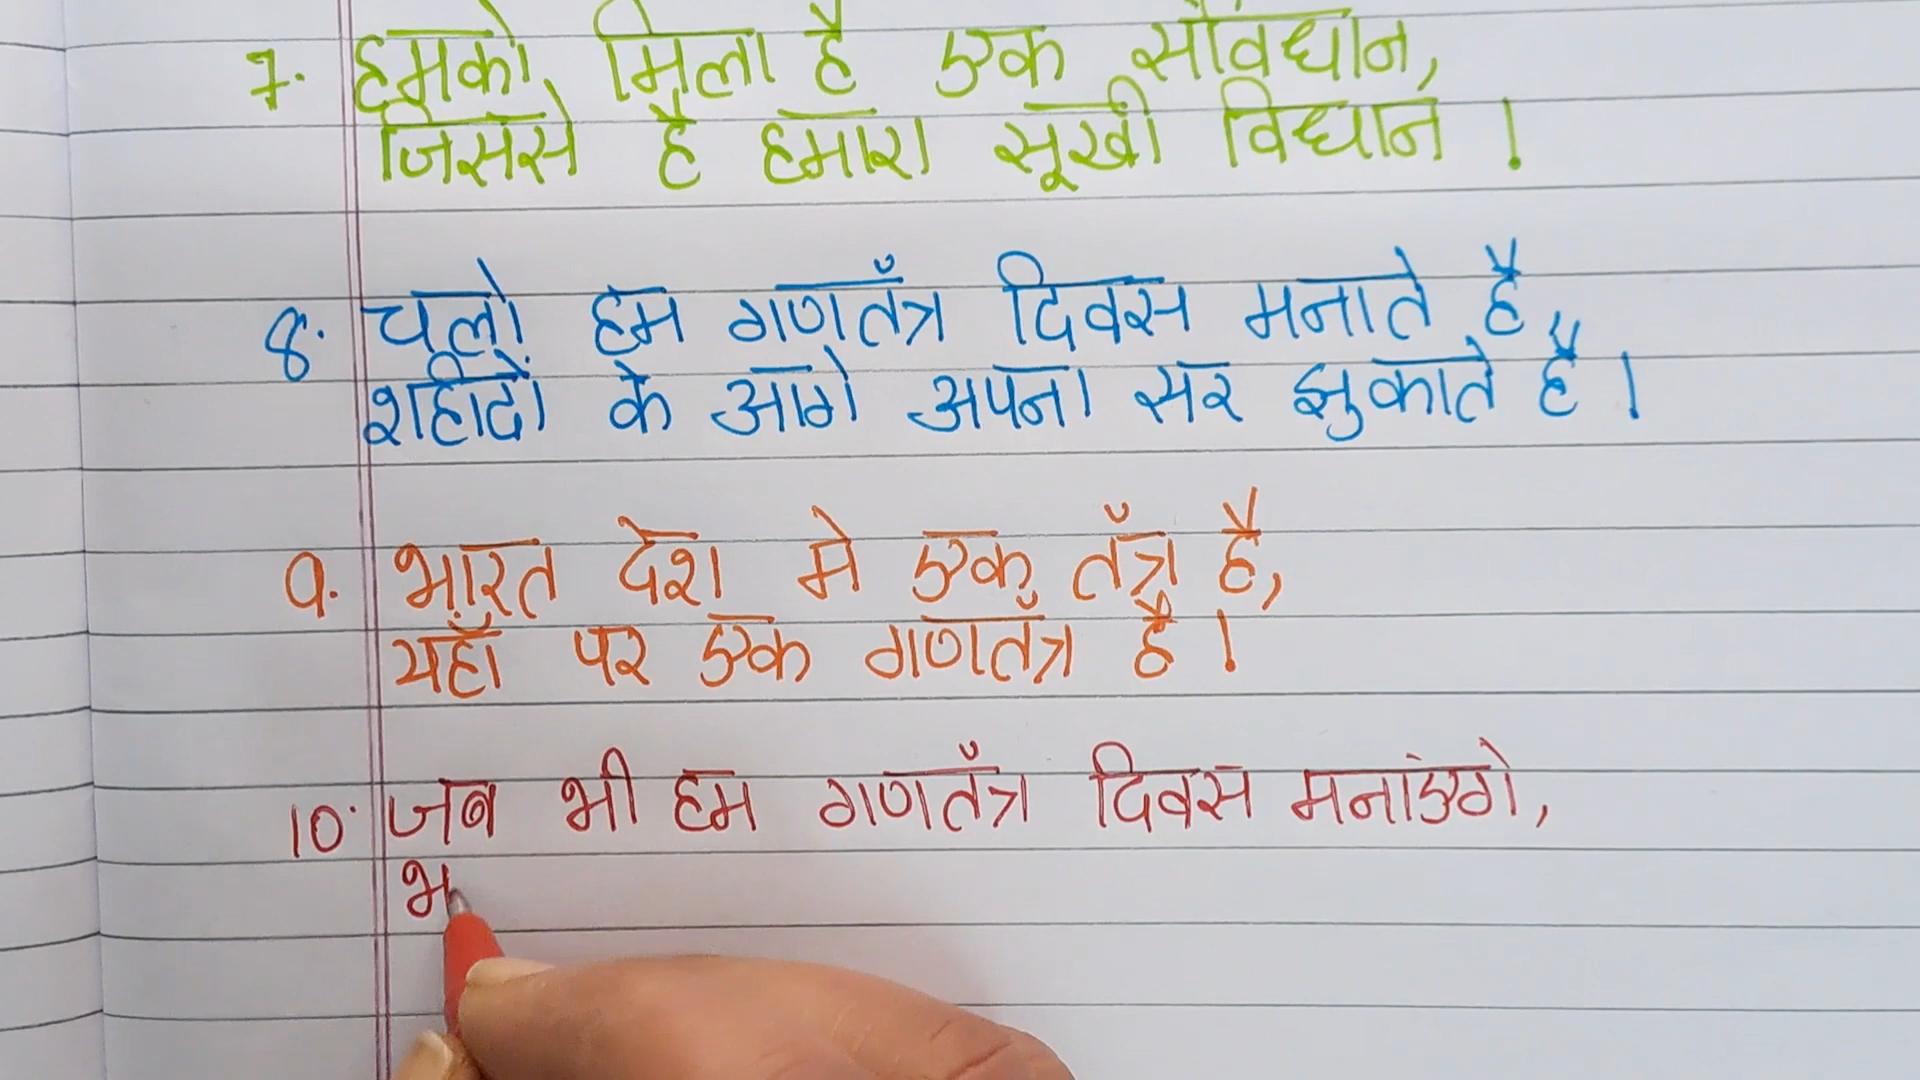 7. हमको मिला है एक संविधान,
जिससे है हमारा सूखी विधान।
8. चलो हम गणतँत्र दिवस मनाते है,
शहीदों के आगे अपना सर झुकाते हैं।
9. भारत देश मे एक तँत्र है,
यहाँ पर एक गणतँत्र है।
10. जब भी हम गणतँत्र दिवस मनाएंगे,
भ